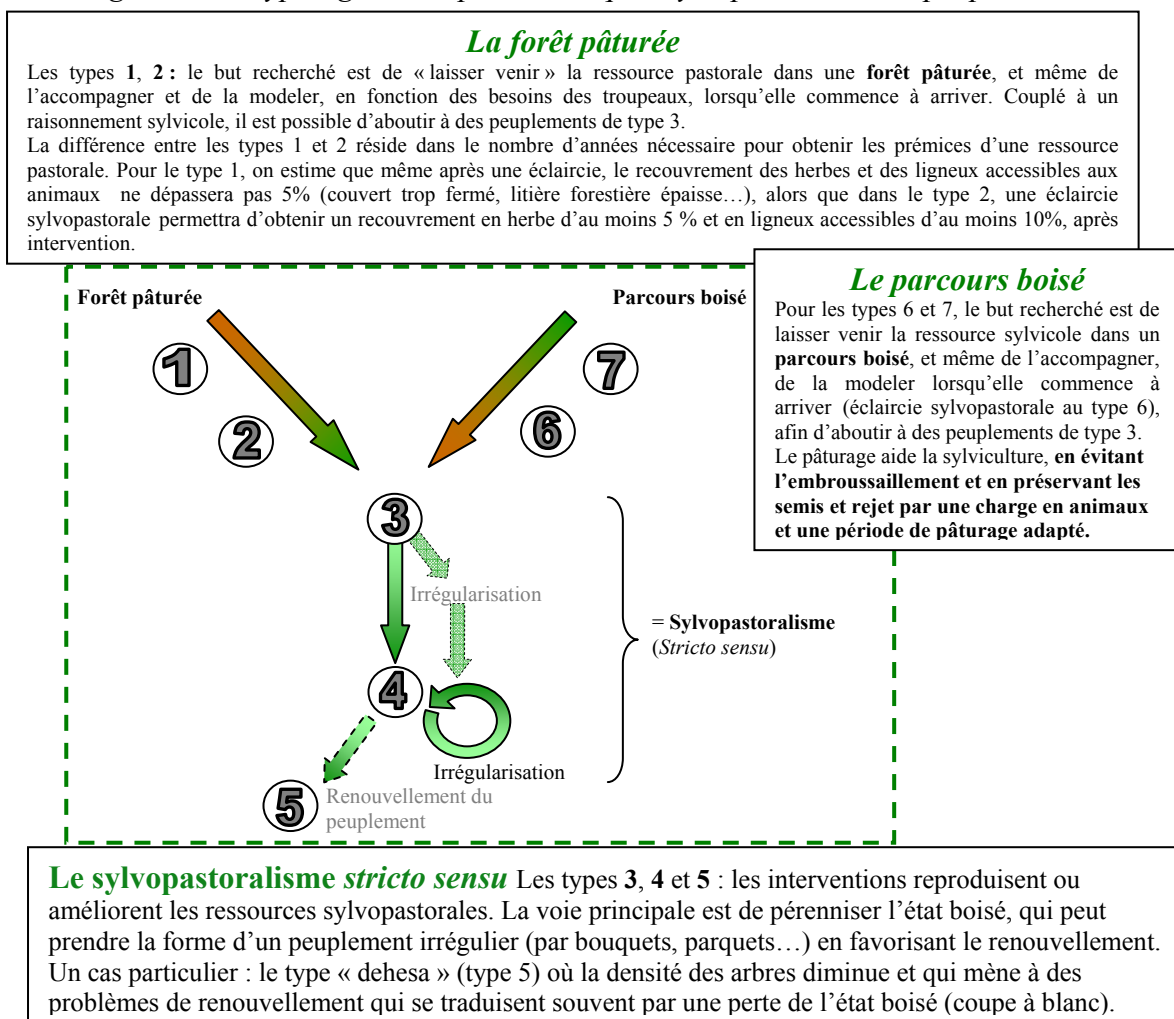 La forêt pâturée
Les types 1, 2 : le but recherché est de « laisser venir » la ressource pastorale dans une forêt pâturée, et même de
l'accompagner et de la modeler, en fonction des besoins des troupeaux, lorsqu'elle commence à arriver. Couplé à un
raisonnement sylvicole, il est possible d'aboutir à des peuplements de type 3.
La différence entre les types 1 et 2 réside dans le nombre d'années nécessaire pour obtenir les prémices d'une ressource
pastorale. Pour le type 1, on estime que même après une éclaircie, le recouvrement des herbes et des ligneux accessibles aux
animaux ne dépassera pas 5% (couvert trop fermé, litière forestière épaisse…), alors que dans le type 2, une éclaircie
sylvopastorale permettra d'obtenir un recouvrement en herbe d'au moins 5 % et en ligneux accessibles d'au moins 10%, après
intervention.
Le parcours boisé
Pour les types 6 et 7, le but recherché est de
laisser venir la ressource sylvicole dans un
parcours boisé, et même de l'accompagner,
de la modeler lorsqu'elle commence à
arriver (éclaircie sylvopastorale au type 6),
afin d'aboutir à des peuplements de type 3.
Le pâturage aide la sylviculture, en évitant
l'embroussaillement et en préservant les
semis et rejet par une charge en animaux
et une période de pâturage adapté.
Forêt pâturée
Parcours boisé
1
7
2
6
3
Irrégularisation
= Sylvopastoralisme
(Stricto sensu)
4
Irrégularisation
5
Renouvellement du
peuplement
Le sylvopastoralisme stricto sensu Les types 3, 4 et 5 : les interventions reproduisent ou
améliorent les ressources sylvopastorales. La voie principale est de pérenniser l'état boisé, qui peut
prendre la forme d'un peuplement irrégulier (par bouquets, parquets…) en favorisant le renouvellement.
Un cas particulier : le type « dehesa » (type 5) où la densité des arbres diminue et qui mène à des
problèmes de renouvellement qui se traduisent souvent par une perte de l'état boisé (coupe à blanc).